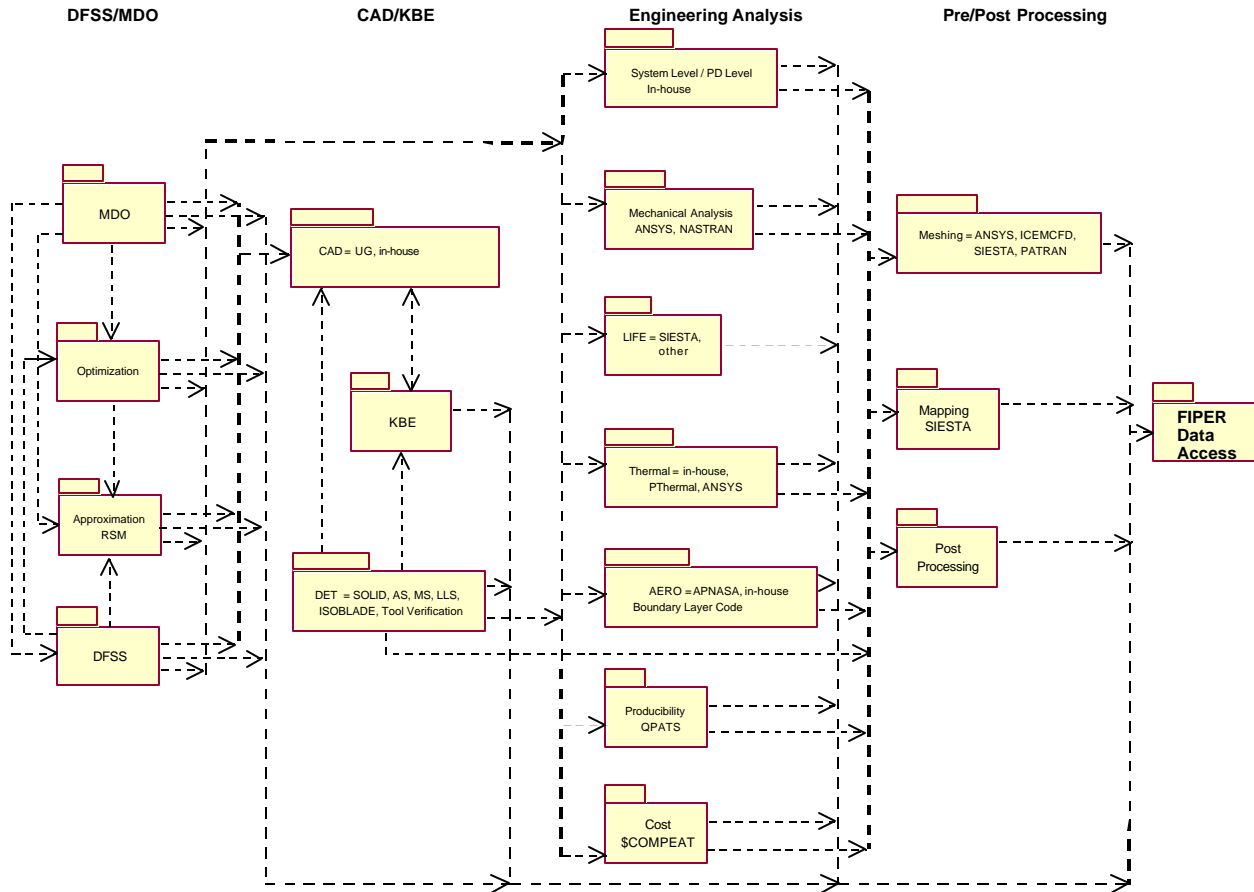 DFSS/MDO
CAD/KBE
Engineering Analysis
Pre/Post Processing
System Level / PD Level
In-house
MDO
CAD = UG, in-house
Mechanical Analysis
ANSYS, NASTRAN
Meshing = ANSYS, ICEMCFD,
SIESTA, PATRAN
Optimization
LIFE = SIESTA,
other
KBE
Mapping
SIESTA
FIPER
Data
Access
Approximation
RSM
Thermal = in-house,
PThermal, ANSYS
Post
Processing
DET = SOLID, AS, MS, LLS,
ISOBLADE, Tool Verification
AERO = APNASA, in-house
Boundary Layer Code
DFSS
Producibility
QPATS
Cost
$COMPEAT